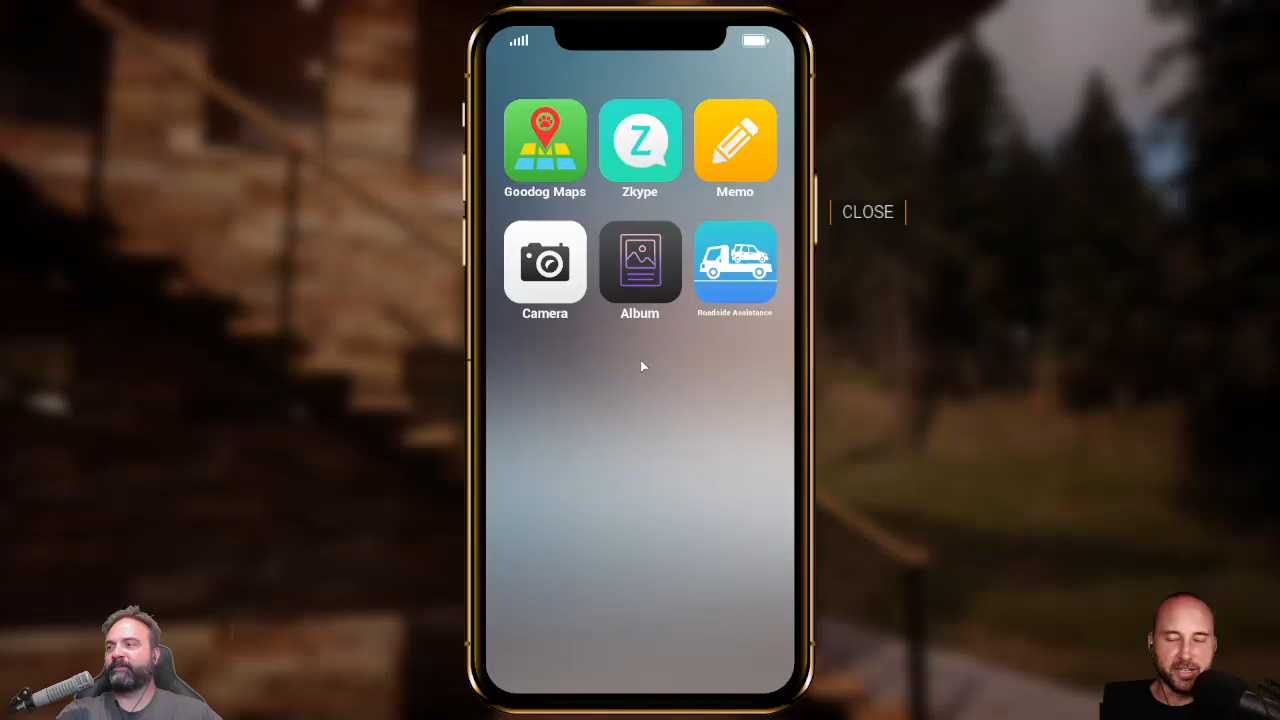 Z
Goodog Maps
Zkype
Memo
CLOSE
Camera
Album
Roadside Assistance